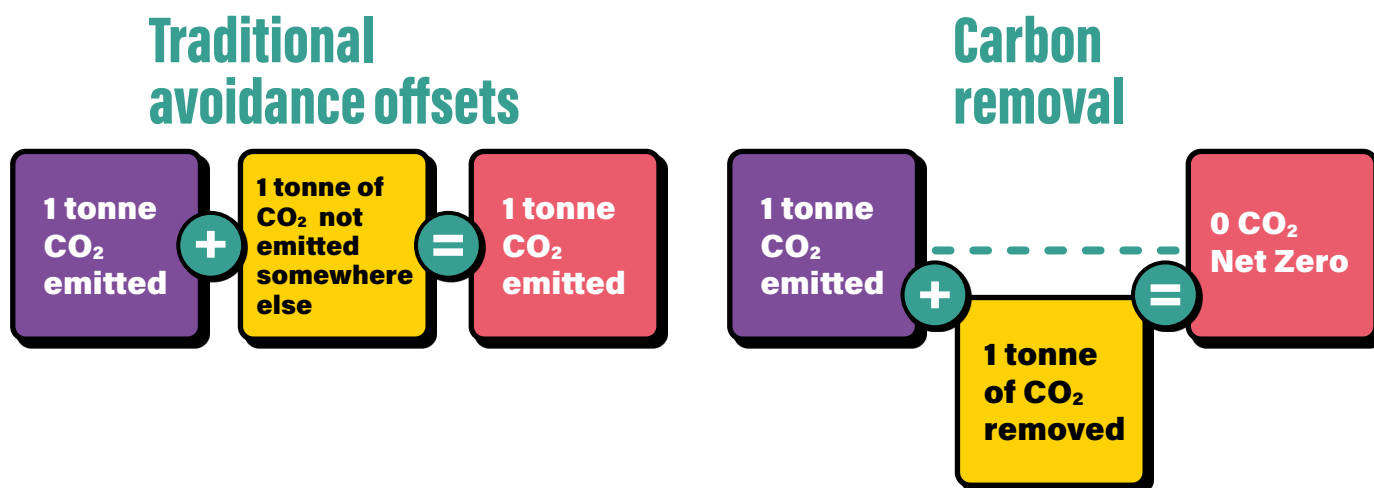 Traditional
avoidance offsets
1 tonne
CO₂
emitted
+
1 tonne of
CO₂ not
emitted
somewhere
else
=
1 tonne
CO₂
emitted
Carbon
removal
1 tonne
CO₂
emitted
+
1 tonne
of CO₂
removed
=
0 CO₂
Net Zero